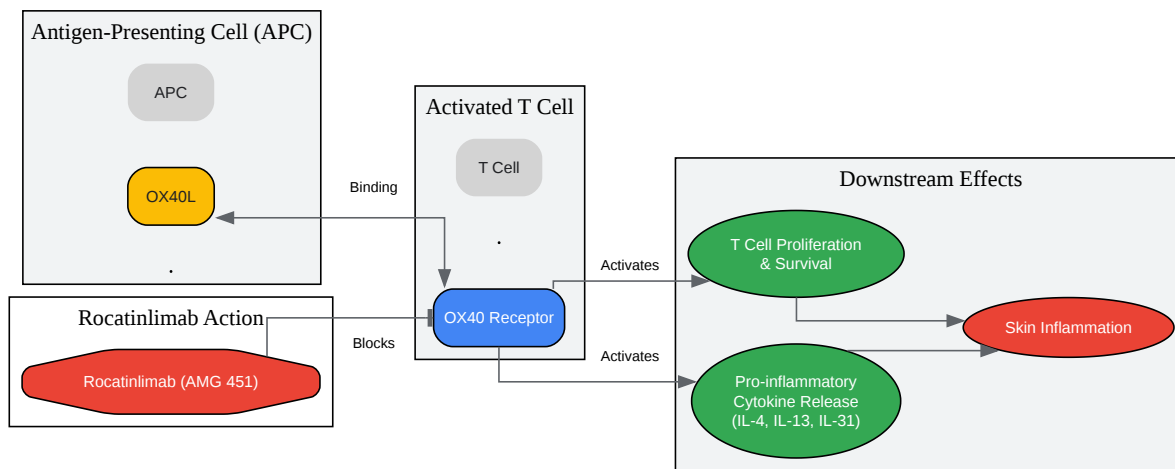 Antigen-Presenting Cell (APC)
APC
OX40L
.
Binding
Activated T Cell
T Cell
.
OX40 Receptor
Rocatinlimab Action
Rocatinlimab (AMG 451)
Blocks
Activates
Activates
Downstream Effects
T Cell Proliferation
& Survival
Pro-inflammatory
Cytokine Release
(IL-4, IL-13, IL-31)
Skin Inflammation